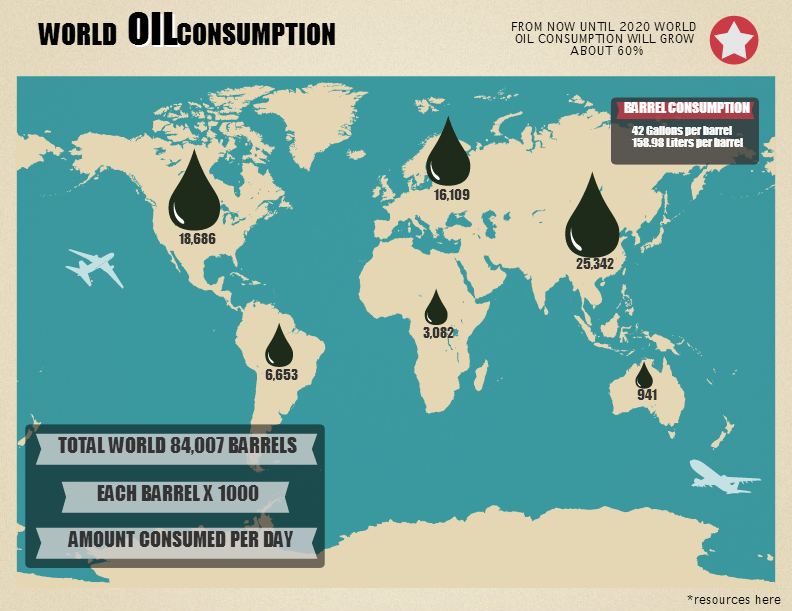 WORLD OIL CONSUMPTION
FROM NOW UNTIL 2020 WORLD
OIL CONSUMPTION WILL GROW
ABOUT 60%
BARREL CONSUMPTION
42 Gallons per barrel
158.98 Liters per barrel
16,109
18,686
25,342
3,082
6,653
941
TOTAL WORLD 84,007 BARRELS
EACH BARREL X 1000
AMOUNT CONSUMED PER DAY
*resources here